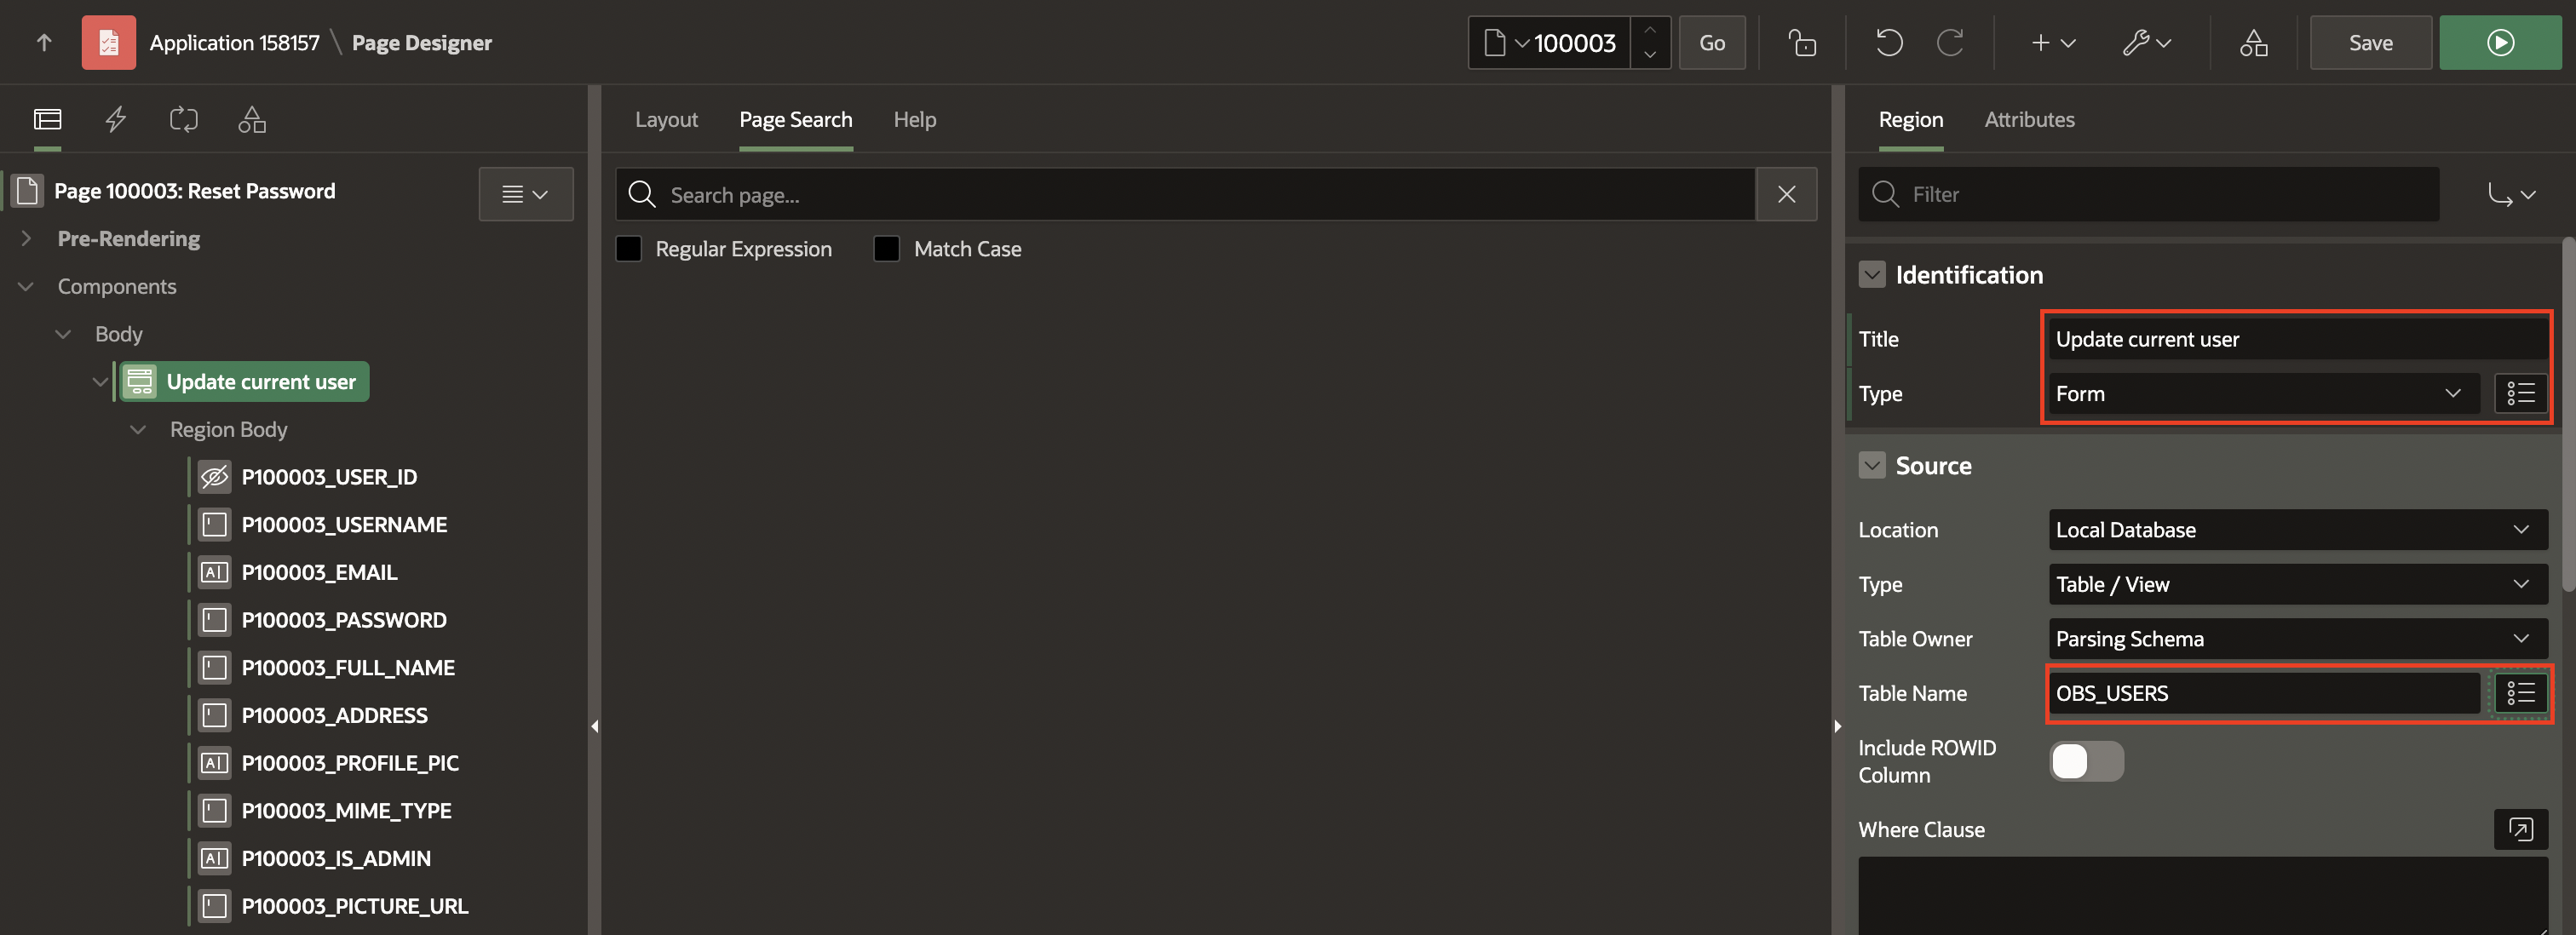 Application 158157 \ Page Designer
100003
Go
Save
Layout
Page Search
Help
Region
Attributes
Page 100003: Reset Password
Search page...
Filter
Pre-Rendering
Regular Expression
Match Case
Components
Identification
Body
Title
Update current user
Update current user
Type
Form
Region Body
Source
P100003_USER_ID
P100003_USERNAME
Location
Local Database
P100003_EMAIL
Type
Table / View
P100003_PASSWORD
Table Owner
Parsing Schema
P100003_FULL_NAME
Table Name
OBS_USERS
P100003_ADDRESS
Include ROWID
Column
P100003_PROFILE_PIC
P100003_MIME_TYPE
Where Clause
P100003_IS_ADMIN
P100003_PICTURE_URL